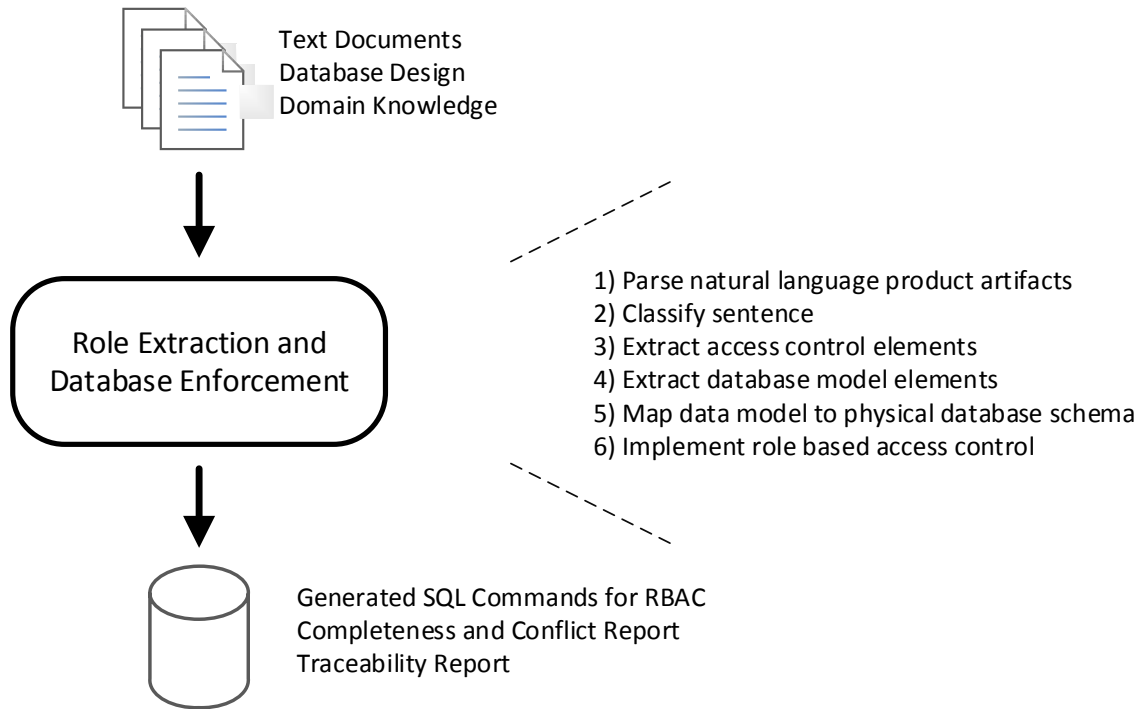 Text Documents
Database Design
Domain Knowledge
Role Extraction and
Database Enforcement
1) Parse natural language product artifacts
2) Classify sentence
3) Extract access control elements
4) Extract database model elements
5) Map data model to physical database schema
6) Implement role based access control
Generated SQL Commands for RBAC
Completeness and Conflict Report
Traceability Report